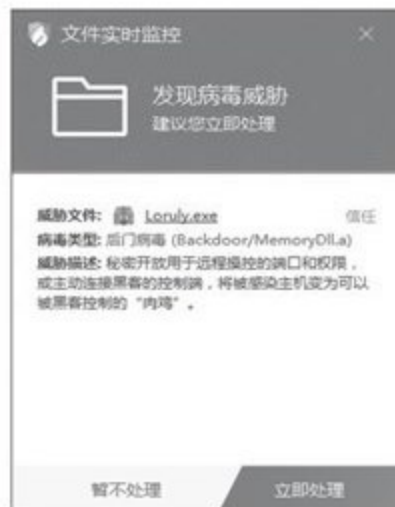 文件实时监控
发现病毒威胁
建议您立即处理
威胁文件: Loruly.exe 信任
病毒类型: 后门病毒 (Backdoor/MemoryDll.a)
威胁描述: 秘密开放用于远程操控的端口和权限，
或主动连接黑客的控制端，将被感染主机变为可以
被黑客控制的“肉鸡”。
暂不处理 立即处理